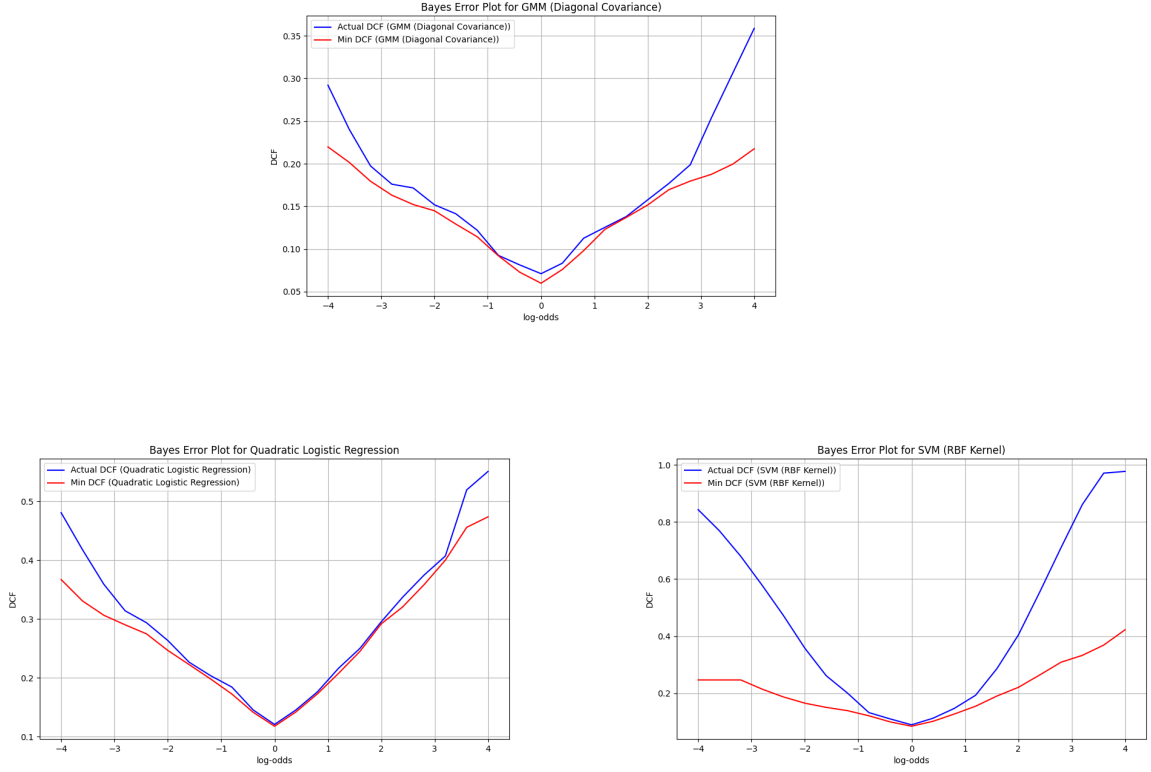 Bayes Error Plot for GMM (Diagonal Covariance)
Actual DCF (GMM (Diagonal Covariance))
Min DCF (GMM (Diagonal Covariance))
0.35
0.30
0.25
0.20
0.15
0.10
0.05
DCF
−4 −3 −2 −1 0 1 2 3 4
log-odds
Bayes Error Plot for Quadratic Logistic Regression
Actual DCF (Quadratic Logistic Regression)
Min DCF (Quadratic Logistic Regression)
0.5
0.4
0.3
0.2
0.1
DCF
−4 −3 −2 −1 0 1 2 3 4
log-odds
Bayes Error Plot for SVM (RBF Kernel)
Actual DCF (SVM (RBF Kernel))
Min DCF (SVM (RBF Kernel))
1.0
0.8
0.6
0.4
0.2
DCF
−4 −3 −2 −1 0 1 2 3 4
log-odds